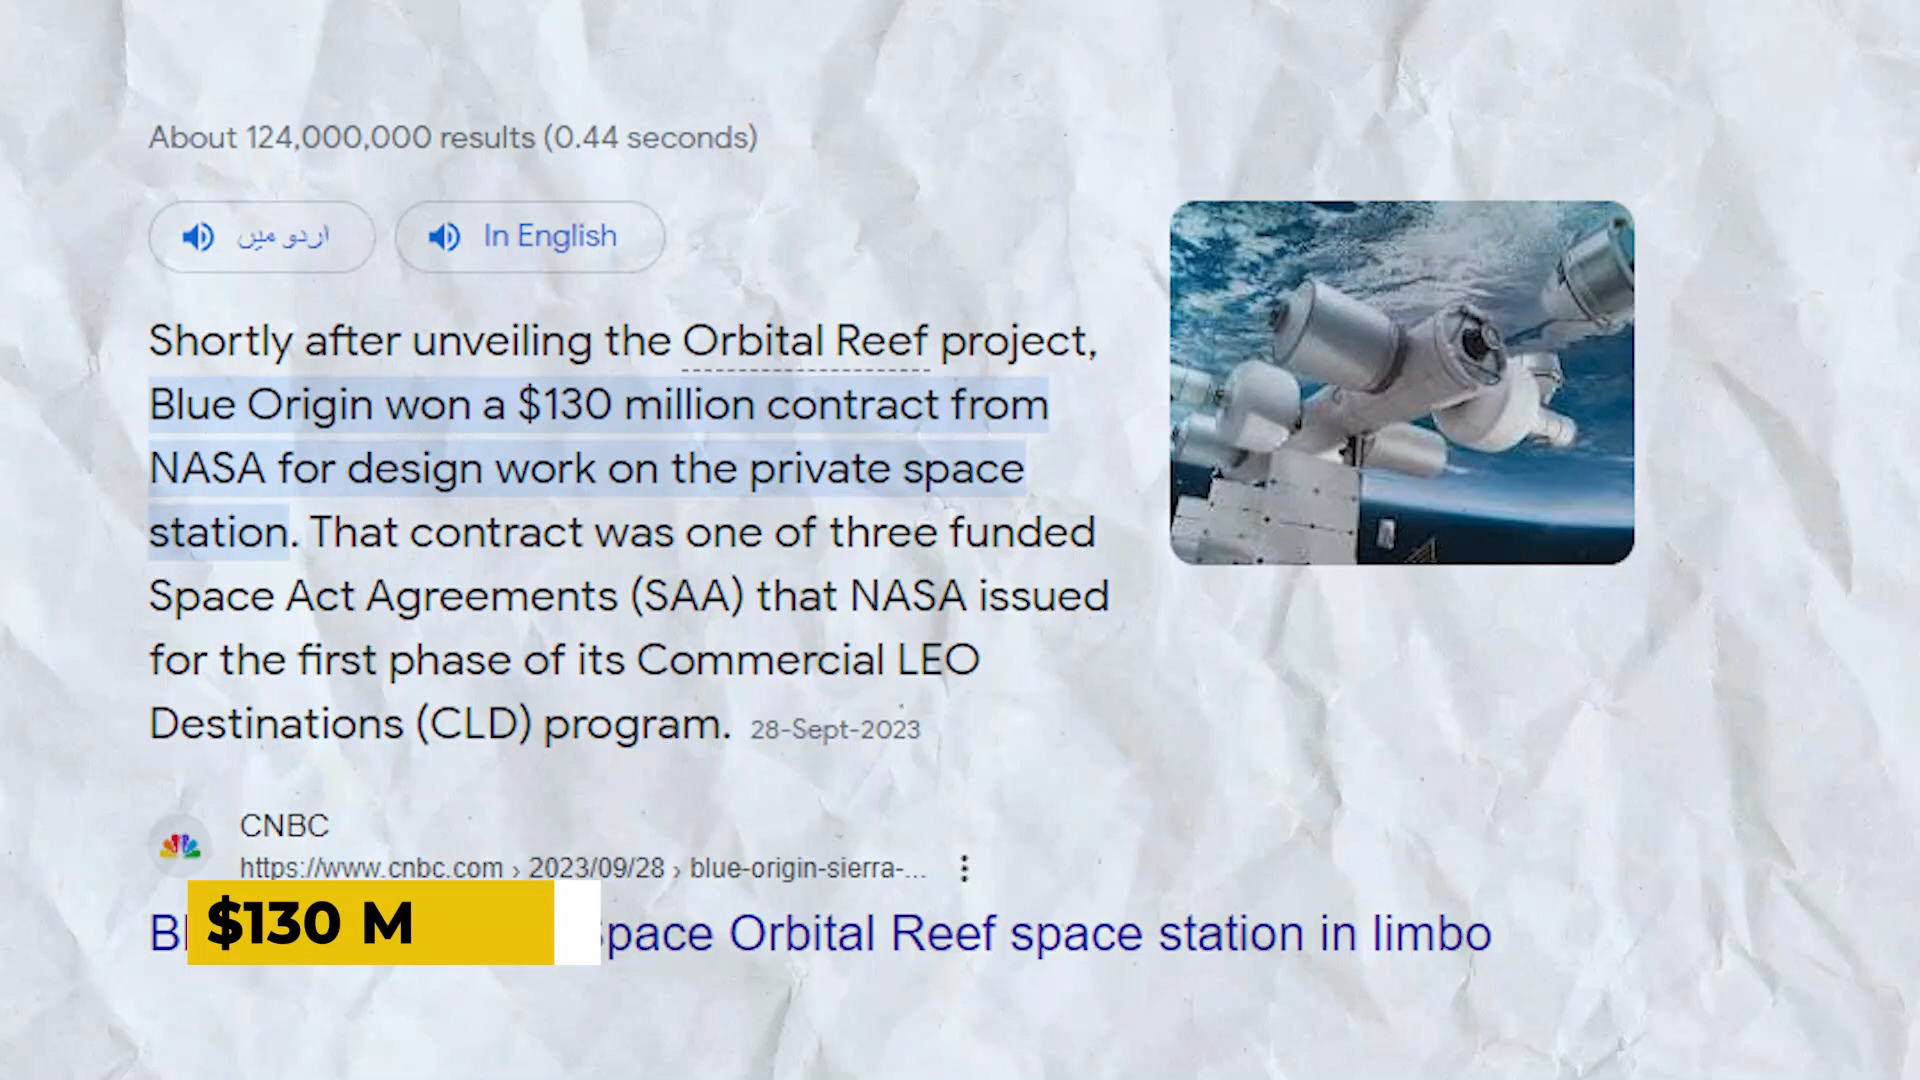 About 124,000,000 results (0.44 seconds)
اردو میں
In English
Shortly after unveiling the Orbital Reef project,
Blue Origin won a $130 million contract from
NASA for design work on the private space
station. That contract was one of three funded
Space Act Agreements (SAA) that NASA issued
for the first phase of its Commercial LEO
Destinations (CLD) program. 28-Sept-2023
CNBC
https://www.cnbc.com › 2023/09/28 › blue-origin-sierra-...
$130 M
Space Orbital Reef space station in limbo